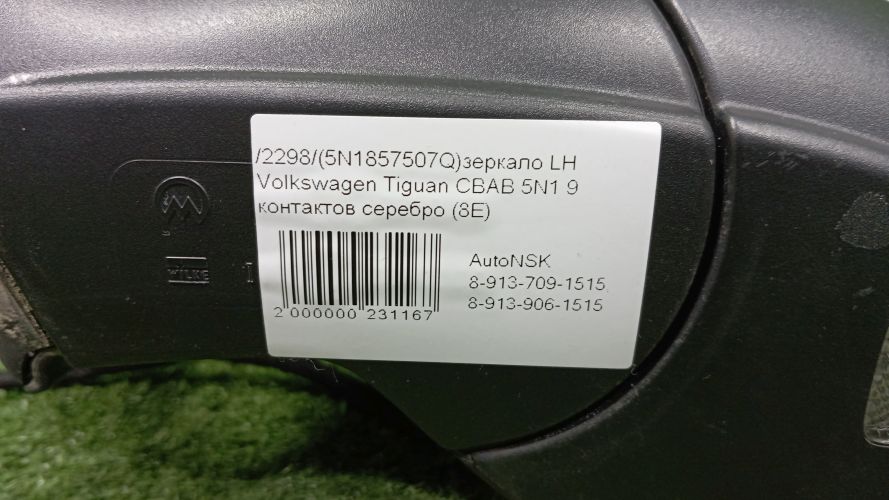 /2298/(5N1857507Q)зеркало LH
Volkswagen Tiguan CBAB 5N1 9
контактов серебро (8E)
AutoNSK
8-913-709-1515
8-913-906-1515
2 000000 231167
WILKE